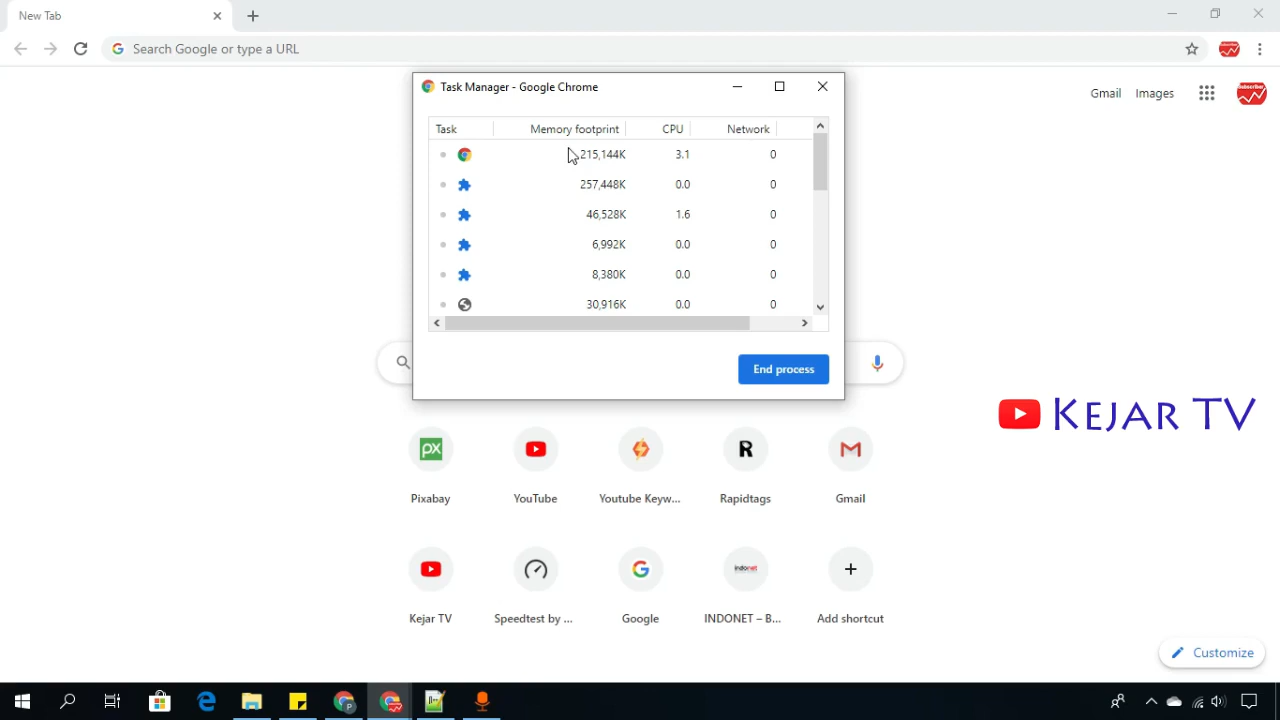 New Tab
Search Google or type a URL
Gmail Images
Task Manager - Google Chrome
Task Memory footprint CPU Network
215,144K 3.1 0
257,448K 0.0 0
46,528K 1.6 0
6,992K 0.0 0
8,380K 0.0 0
30,916K 0.0 0
End process
KEJAR TV
px
R
Pixabay YouTube Youtube Keyw... Rapidtags Gmail
indonet
Kejar TV Speedtest by ... Google INDONET – B... Add shortcut
Customize